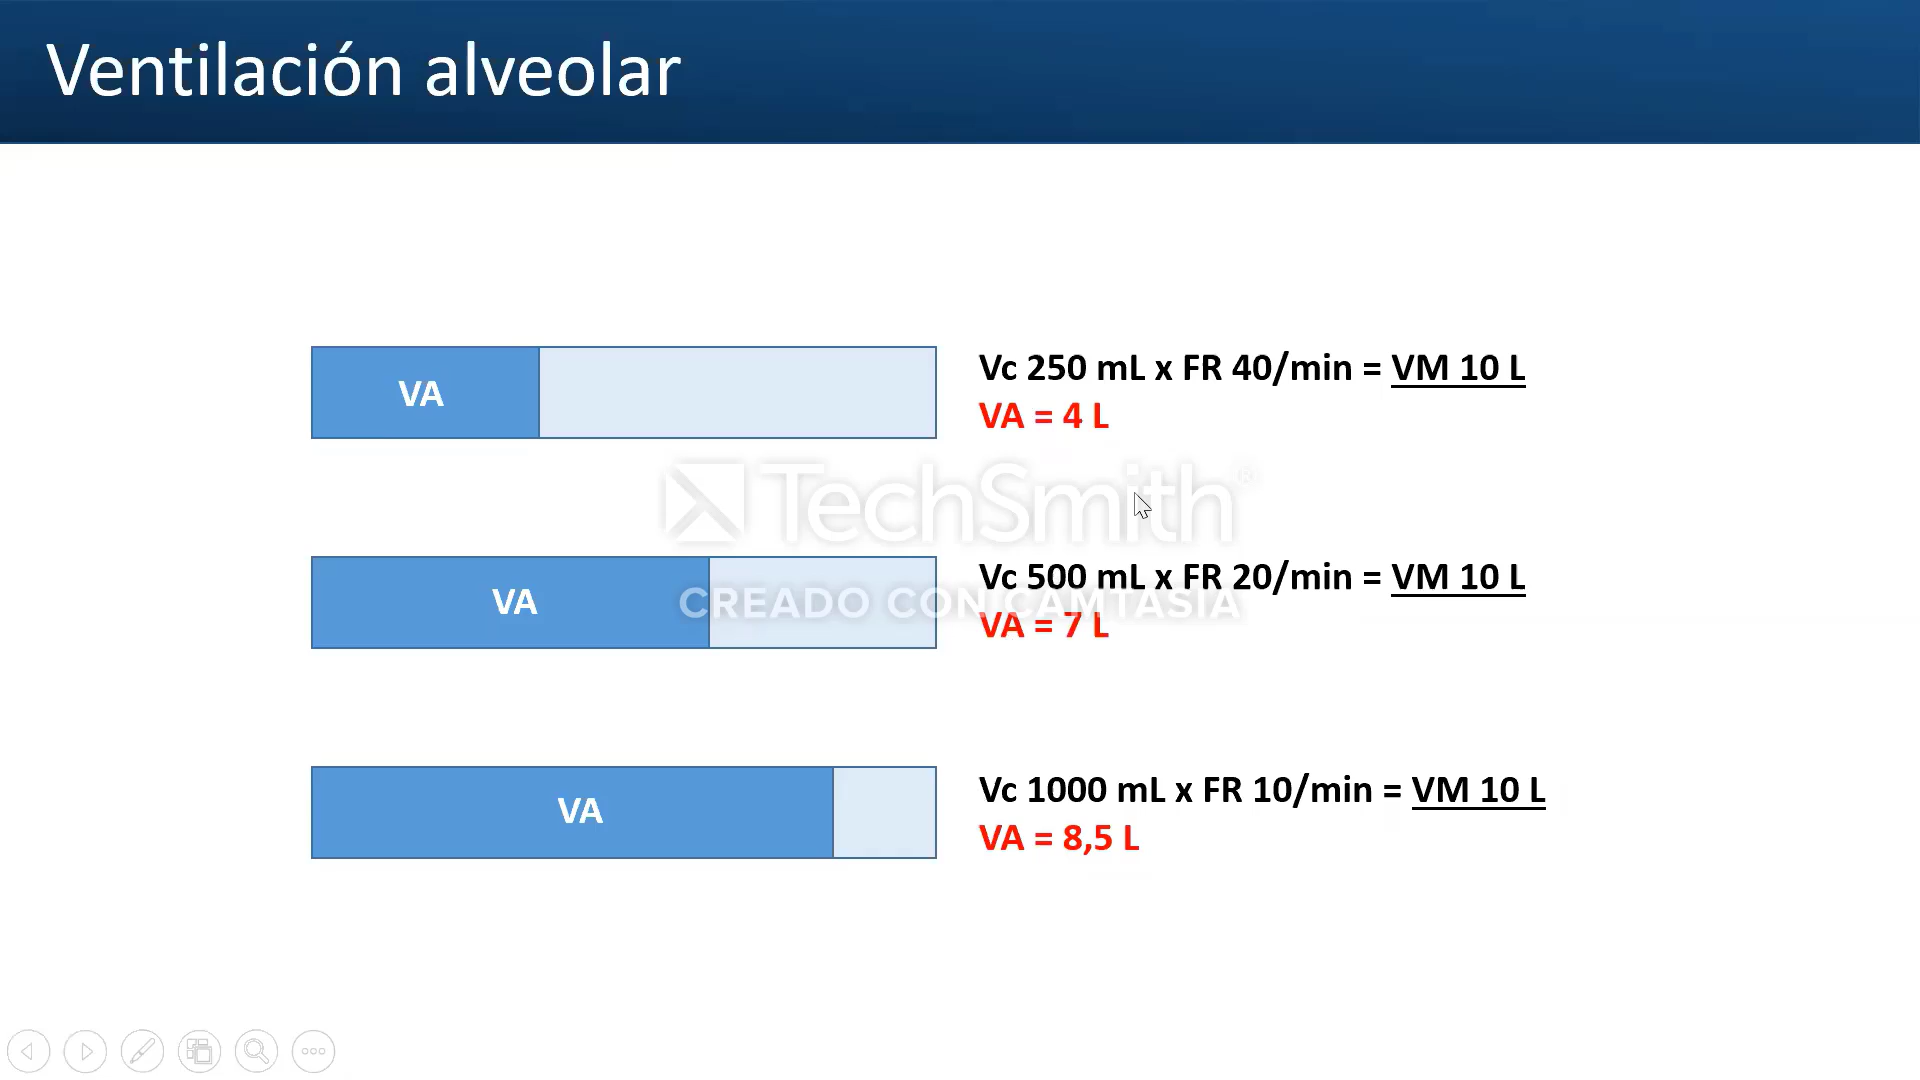 Ventilación alveolar
VA
Vc 250 mL x FR 40/min = VM 10 L
VA = 4 L
TechSmith®
VA
Vc 500 mL x FR 20/min = VM 10 L
CREADO CON CAMTASIA
VA = 7 L
VA
Vc 1000 mL x FR 10/min = VM 10 L
VA = 8,5 L